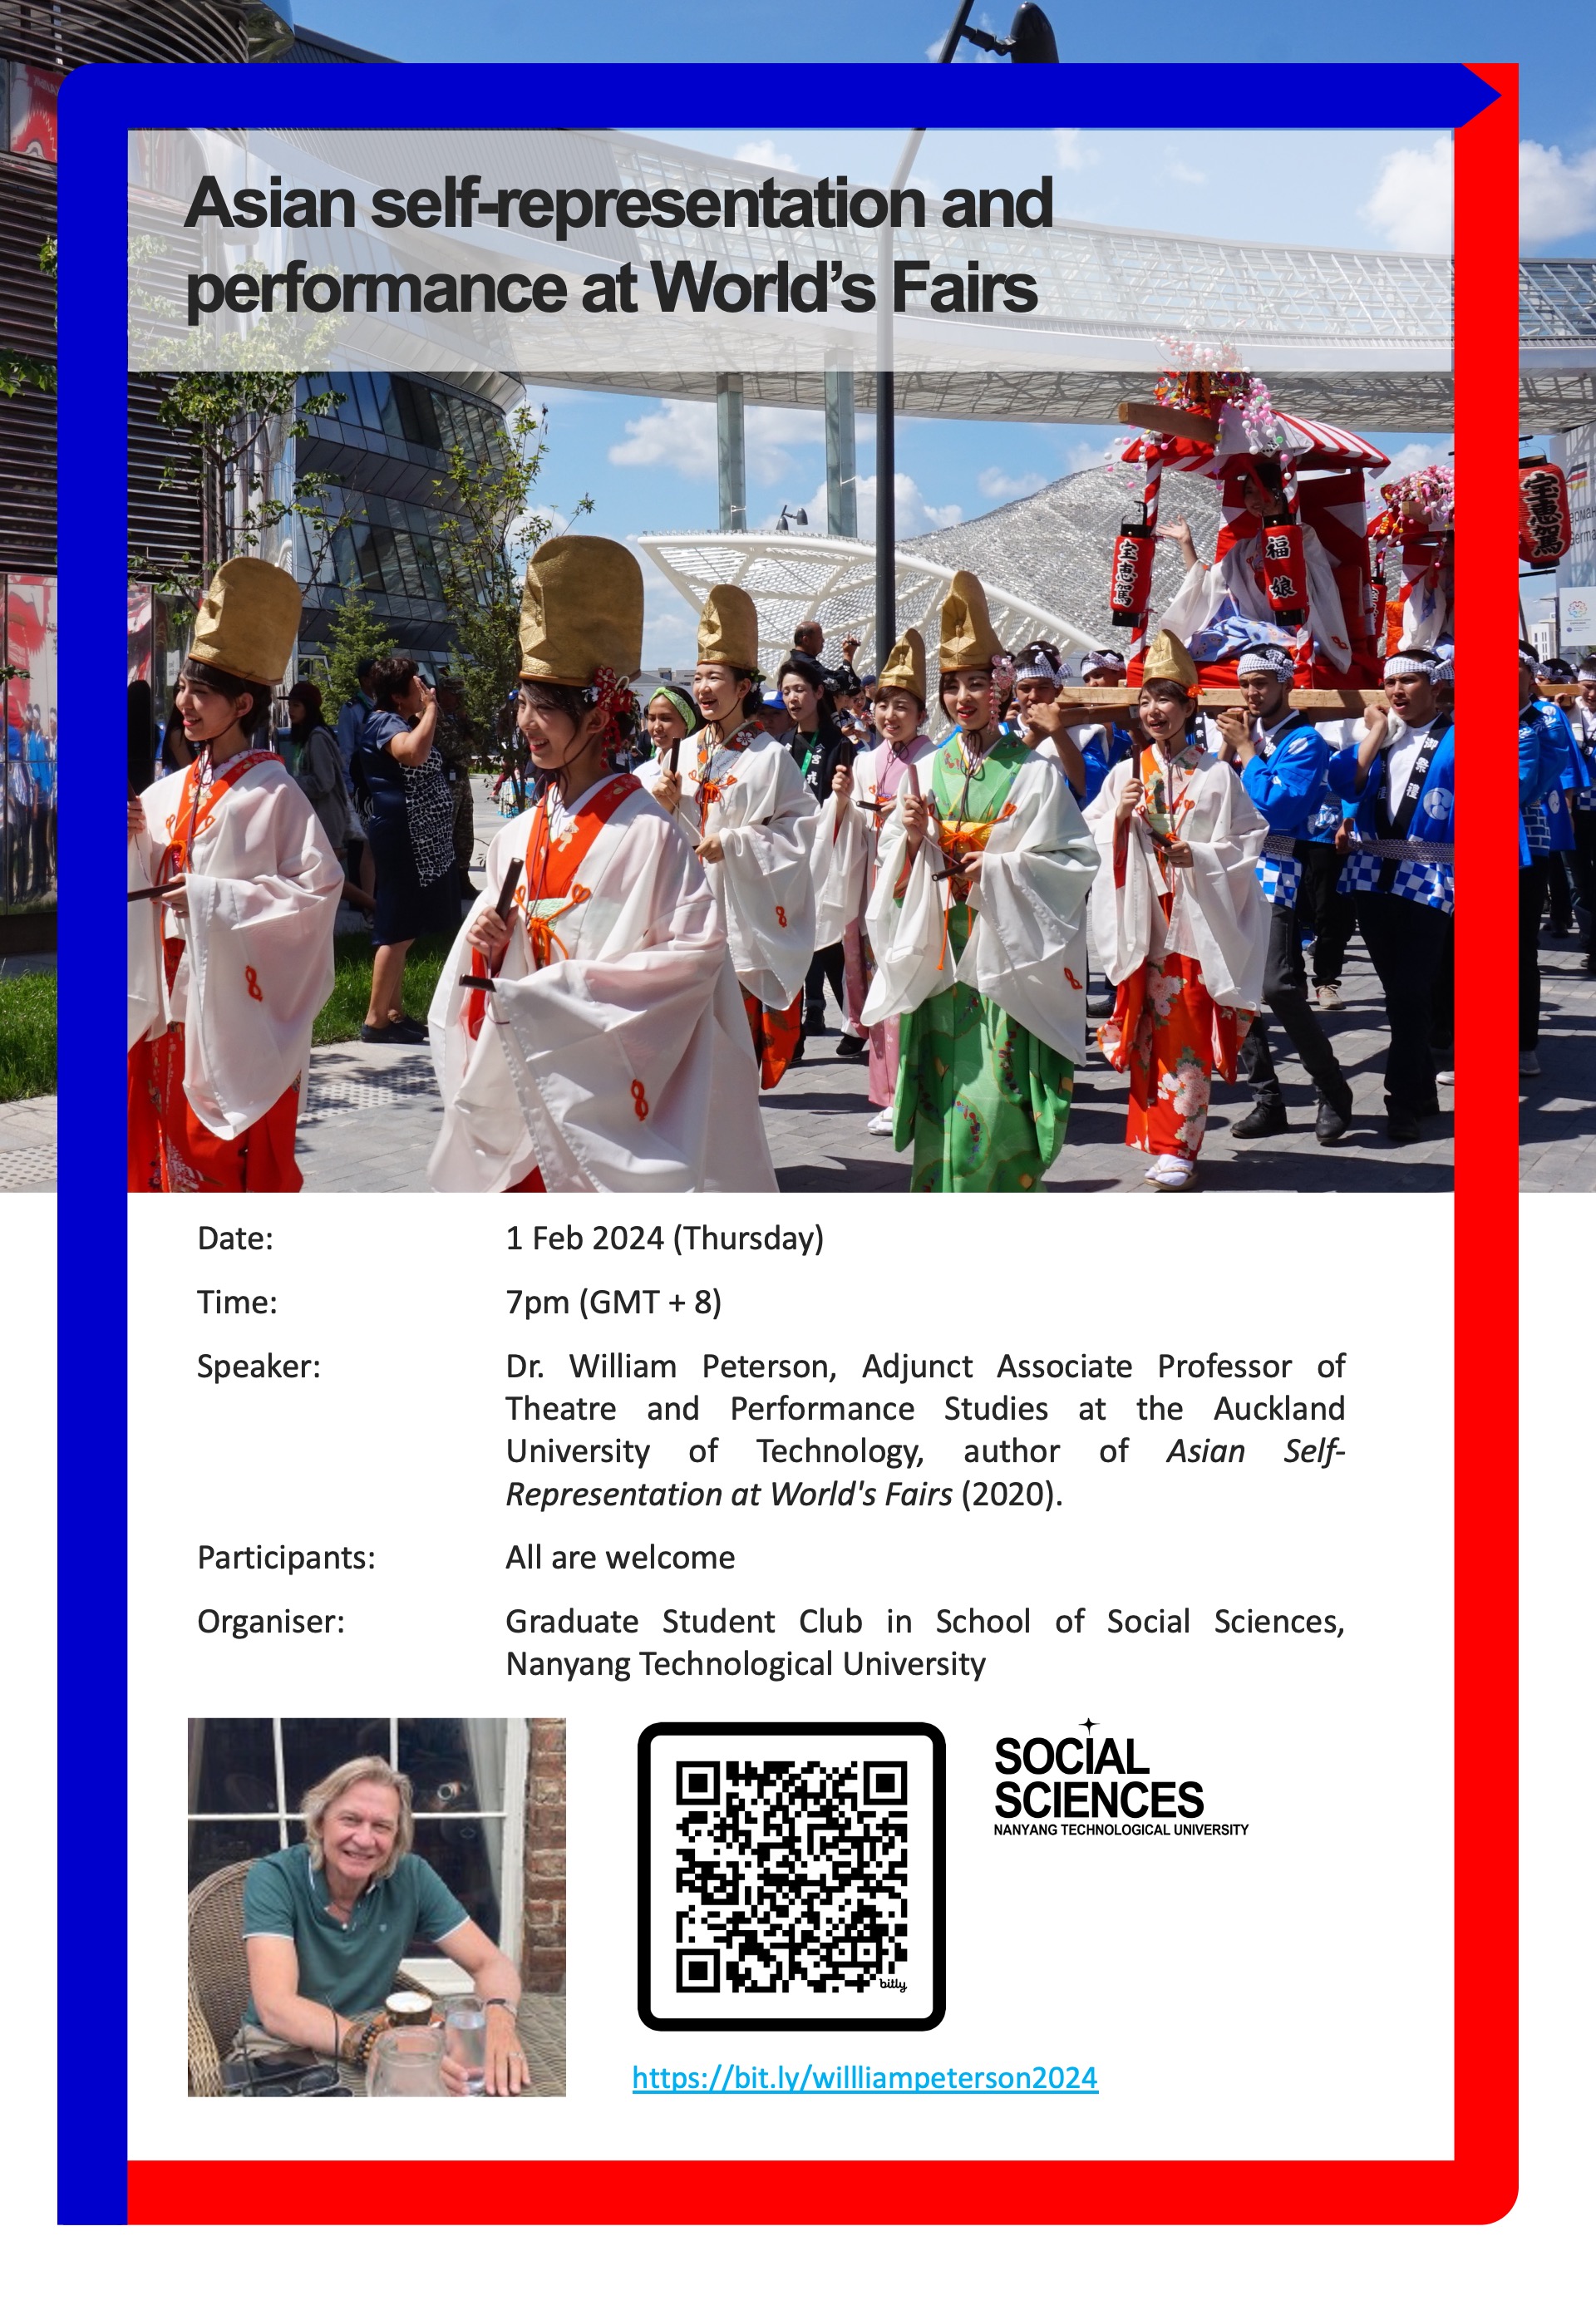 Asian self-representation and
performance at World’s Fairs
宝恵駕
福娘
宝恵駕
Date: 1 Feb 2024 (Thursday)
Time: 7pm (GMT + 8)
Speaker: Dr. William Peterson, Adjunct Associate Professor of
Theatre and Performance Studies at the Auckland
University of Technology, author of Asian Self-
Representation at World's Fairs (2020).
Participants: All are welcome
Organiser: Graduate Student Club in School of Social Sciences,
Nanyang Technological University
SOCIAL
SCIENCES
NANYANG TECHNOLOGICAL UNIVERSITY
bitly
https://bit.ly/willliampeterson2024